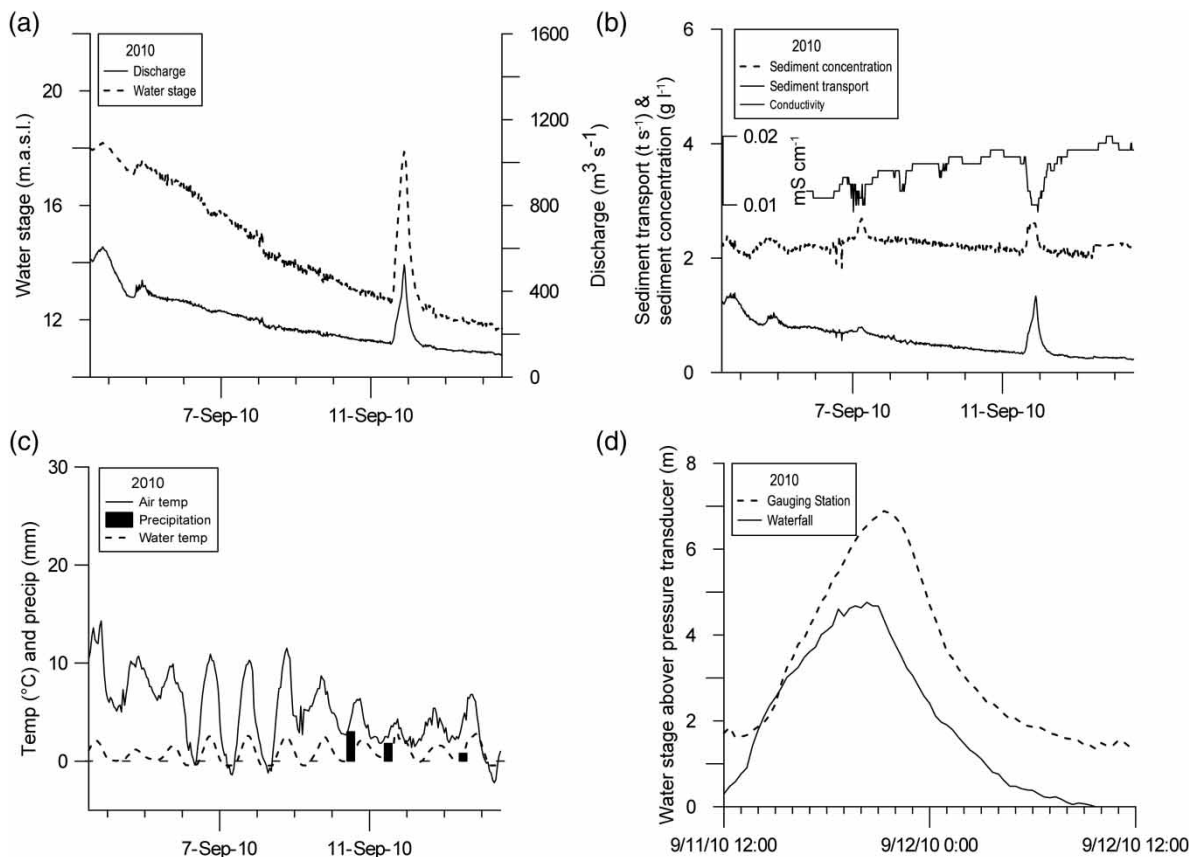 (a)
2010
Discharge
Water stage
Water stage (m.a.s.l.)
20
18
16
14
12
Discharge (m³ s⁻¹)
1600
1200
800
400
0
7-Sep-10
11-Sep-10
(b)
2010
Sediment concentration
Sediment transport
Conductivity
Sediment transport (t s⁻¹) &
sediment concentration (g l⁻¹)
6
4
2
0
0.02
0.01
mS cm⁻¹
7-Sep-10
11-Sep-10
(c)
2010
Air temp
Precipitation
Water temp
Temp (°C) and precip (mm)
30
20
10
0
7-Sep-10
11-Sep-10
(d)
2010
Gauging Station
Waterfall
Water stage abover pressure transducer (m)
8
6
4
2
0
9/11/10 12:00
9/12/10 0:00
9/12/10 12:00